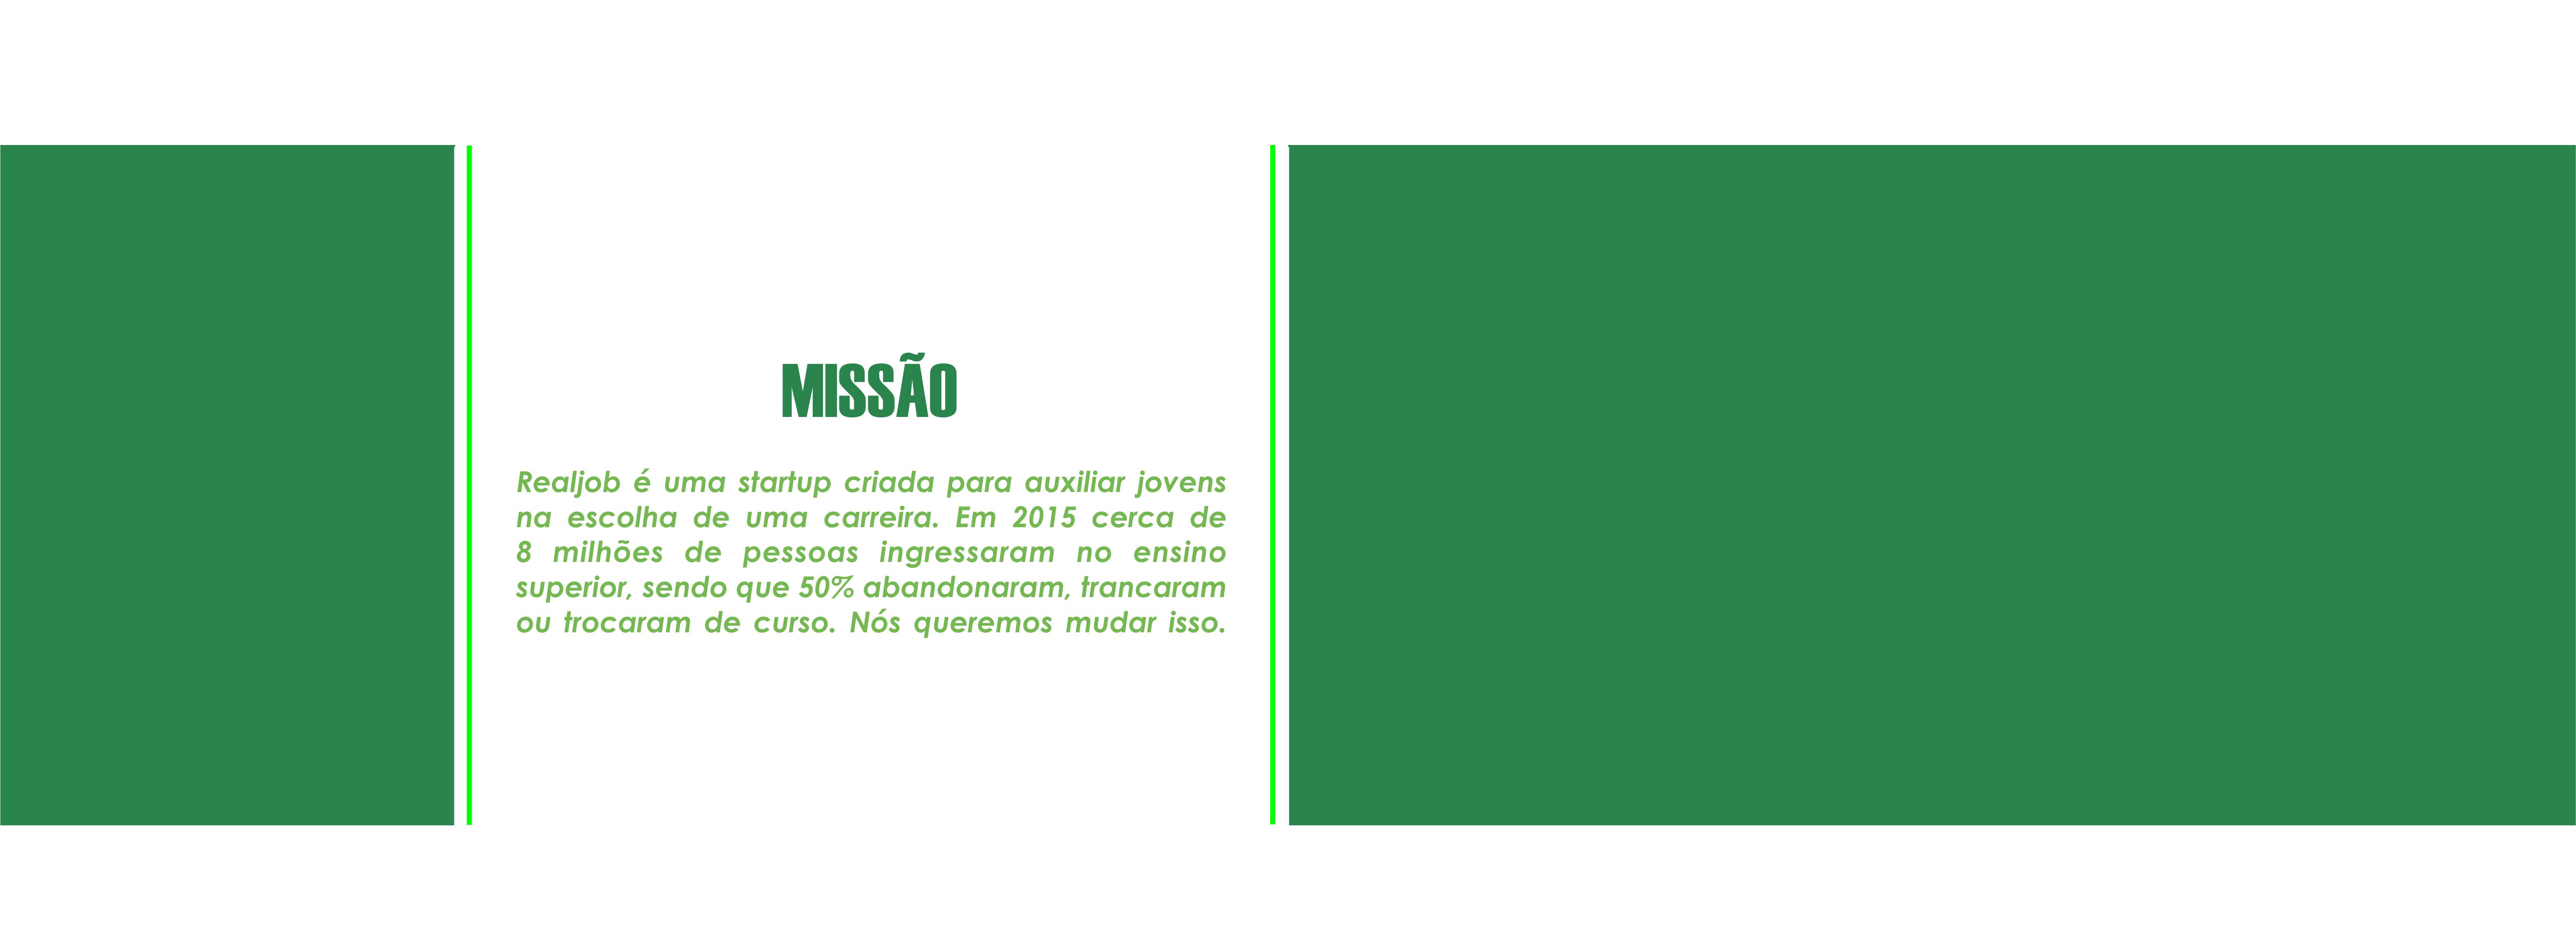 MISSÃO
Realjob é uma startup criada para auxiliar jovens
na escolha de uma carreira. Em 2015 cerca de
8 milhões de pessoas ingressaram no ensino
superior, sendo que 50% abandonaram, trancaram
ou trocaram de curso. Nós queremos mudar isso.